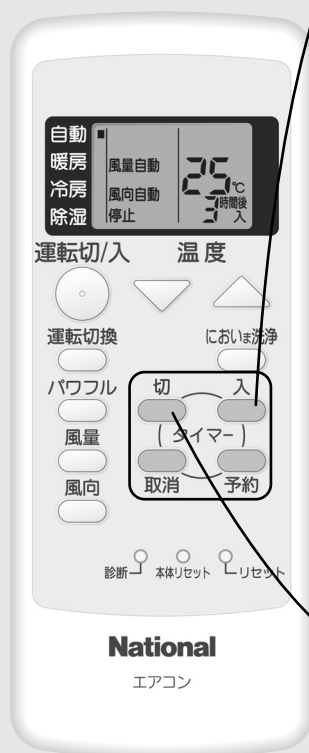 自動
暖房 風量自動 25℃
冷房 風向自動 3時間後
除湿 停止 入
運転切/入 温度
運転切換 においま洗浄
パワフル 切 入
風量 (タイマー)
風向 取消 予約
診断 本体リセット リセット
National
エアコン